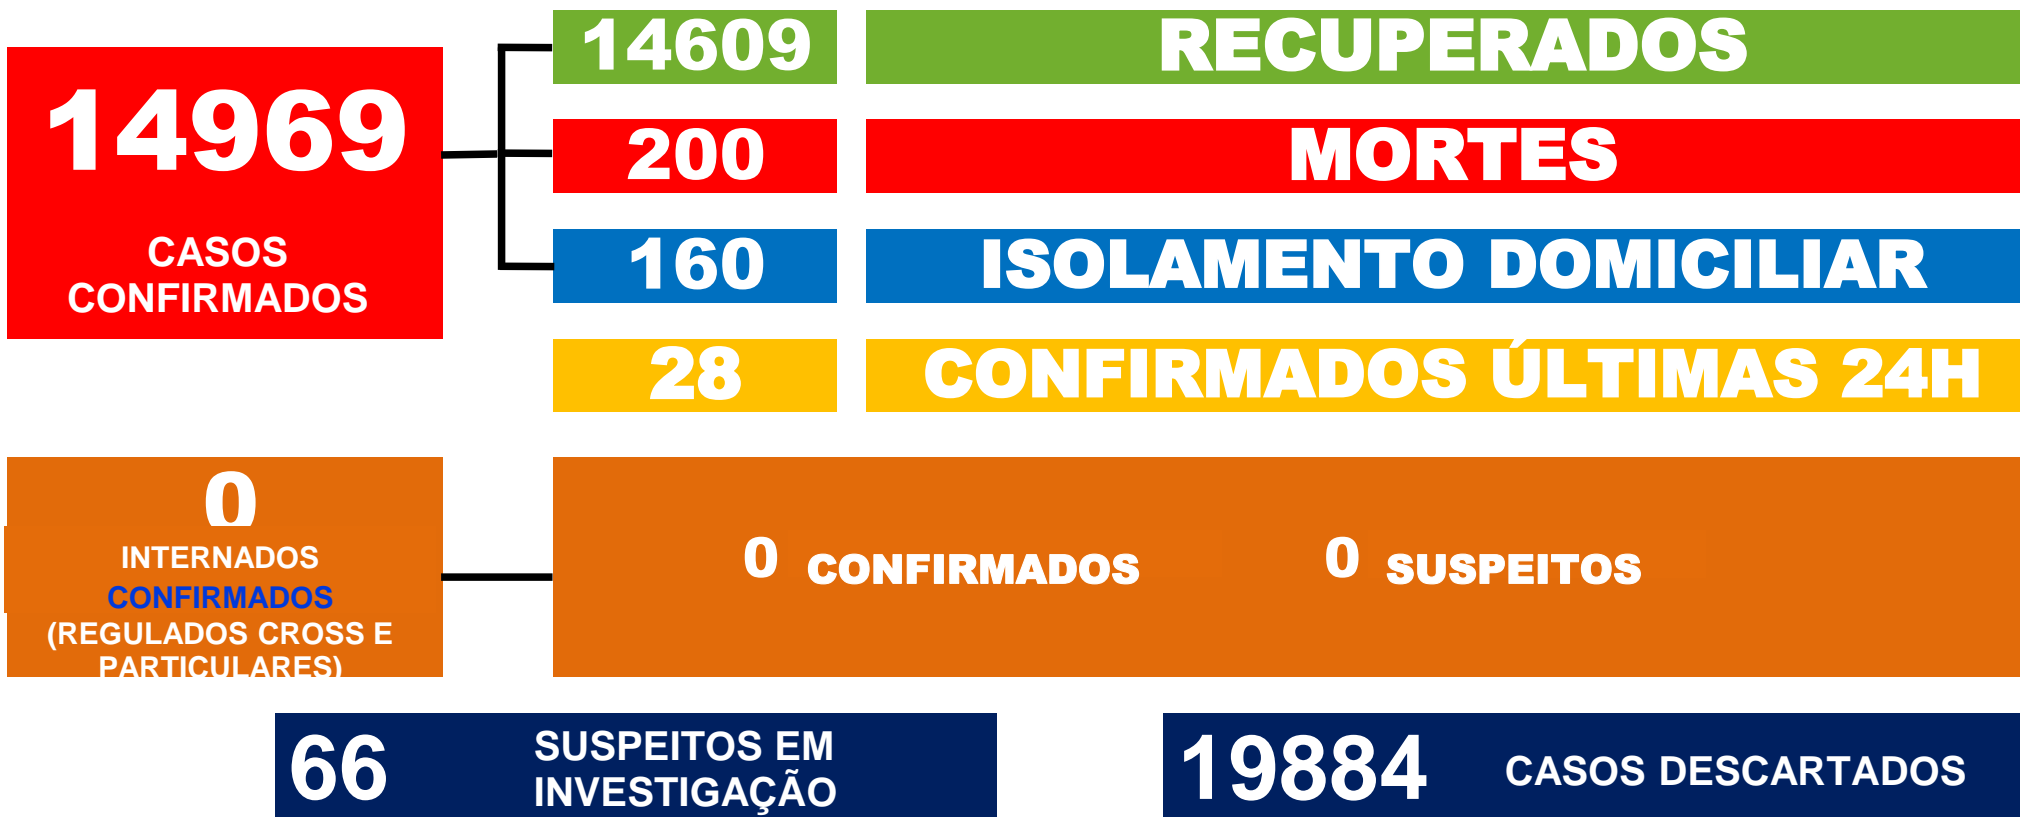 14969
CASOS
CONFIRMADOS
14609 RECUPERADOS
200 MORTES
160 ISOLAMENTO DOMICILIAR
28 CONFIRMADOS ÚLTIMAS 24H
0
INTERNADOS
CONFIRMADOS
(REGULADOS CROSS E
PARTICULARES)
0 CONFIRMADOS 0 SUSPEITOS
66 SUSPEITOS EM
INVESTIGAÇÃO
19884 CASOS DESCARTADOS